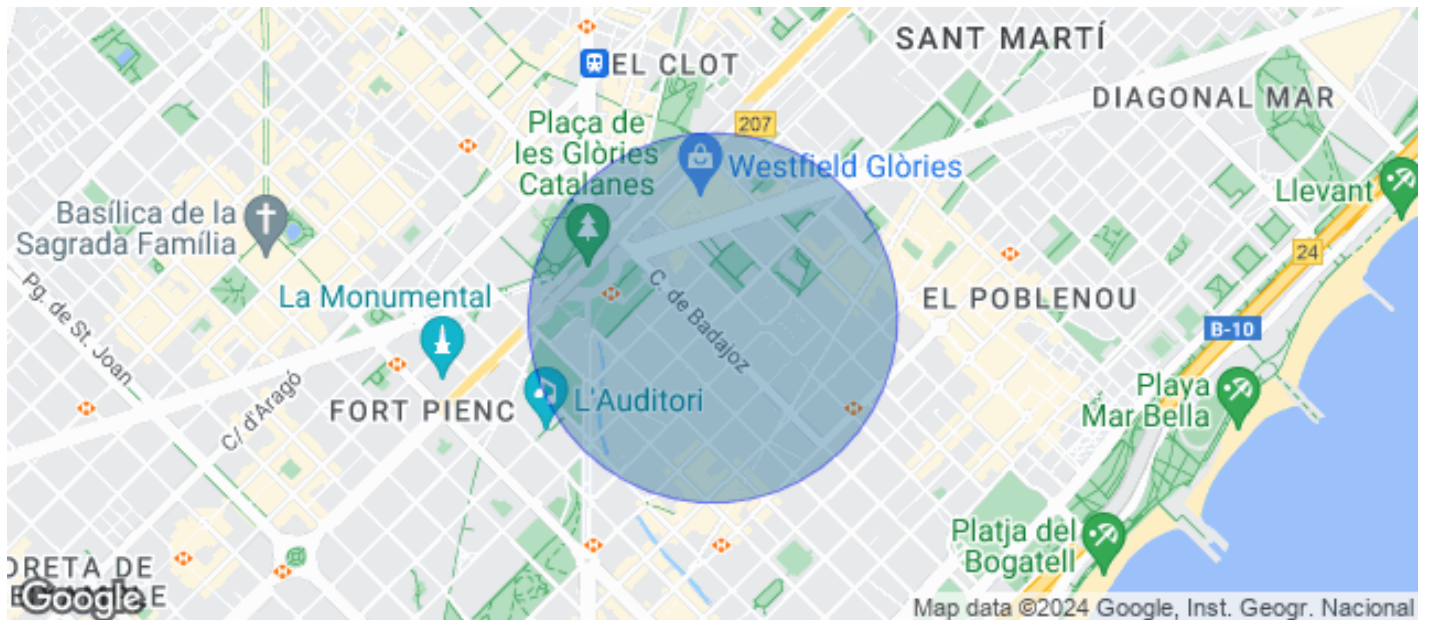 SANT MARTÍ
EL CLOT
DIAGONAL MAR
207
Plaça de
les Glòries
Catalanes
Westfield Glòries
Llevant
Basílica de la
Sagrada Família
24
C. de Badajoz
La Monumental
EL POBLENOU
Pg. de St. Joan
B-10
C/ d'Aragó
FORT PIENC
L'Auditori
Playa
Mar Bella
Platja del
Bogatell
DRETA DE
Google
Map data ©2024 Google, Inst. Geogr. Nacional